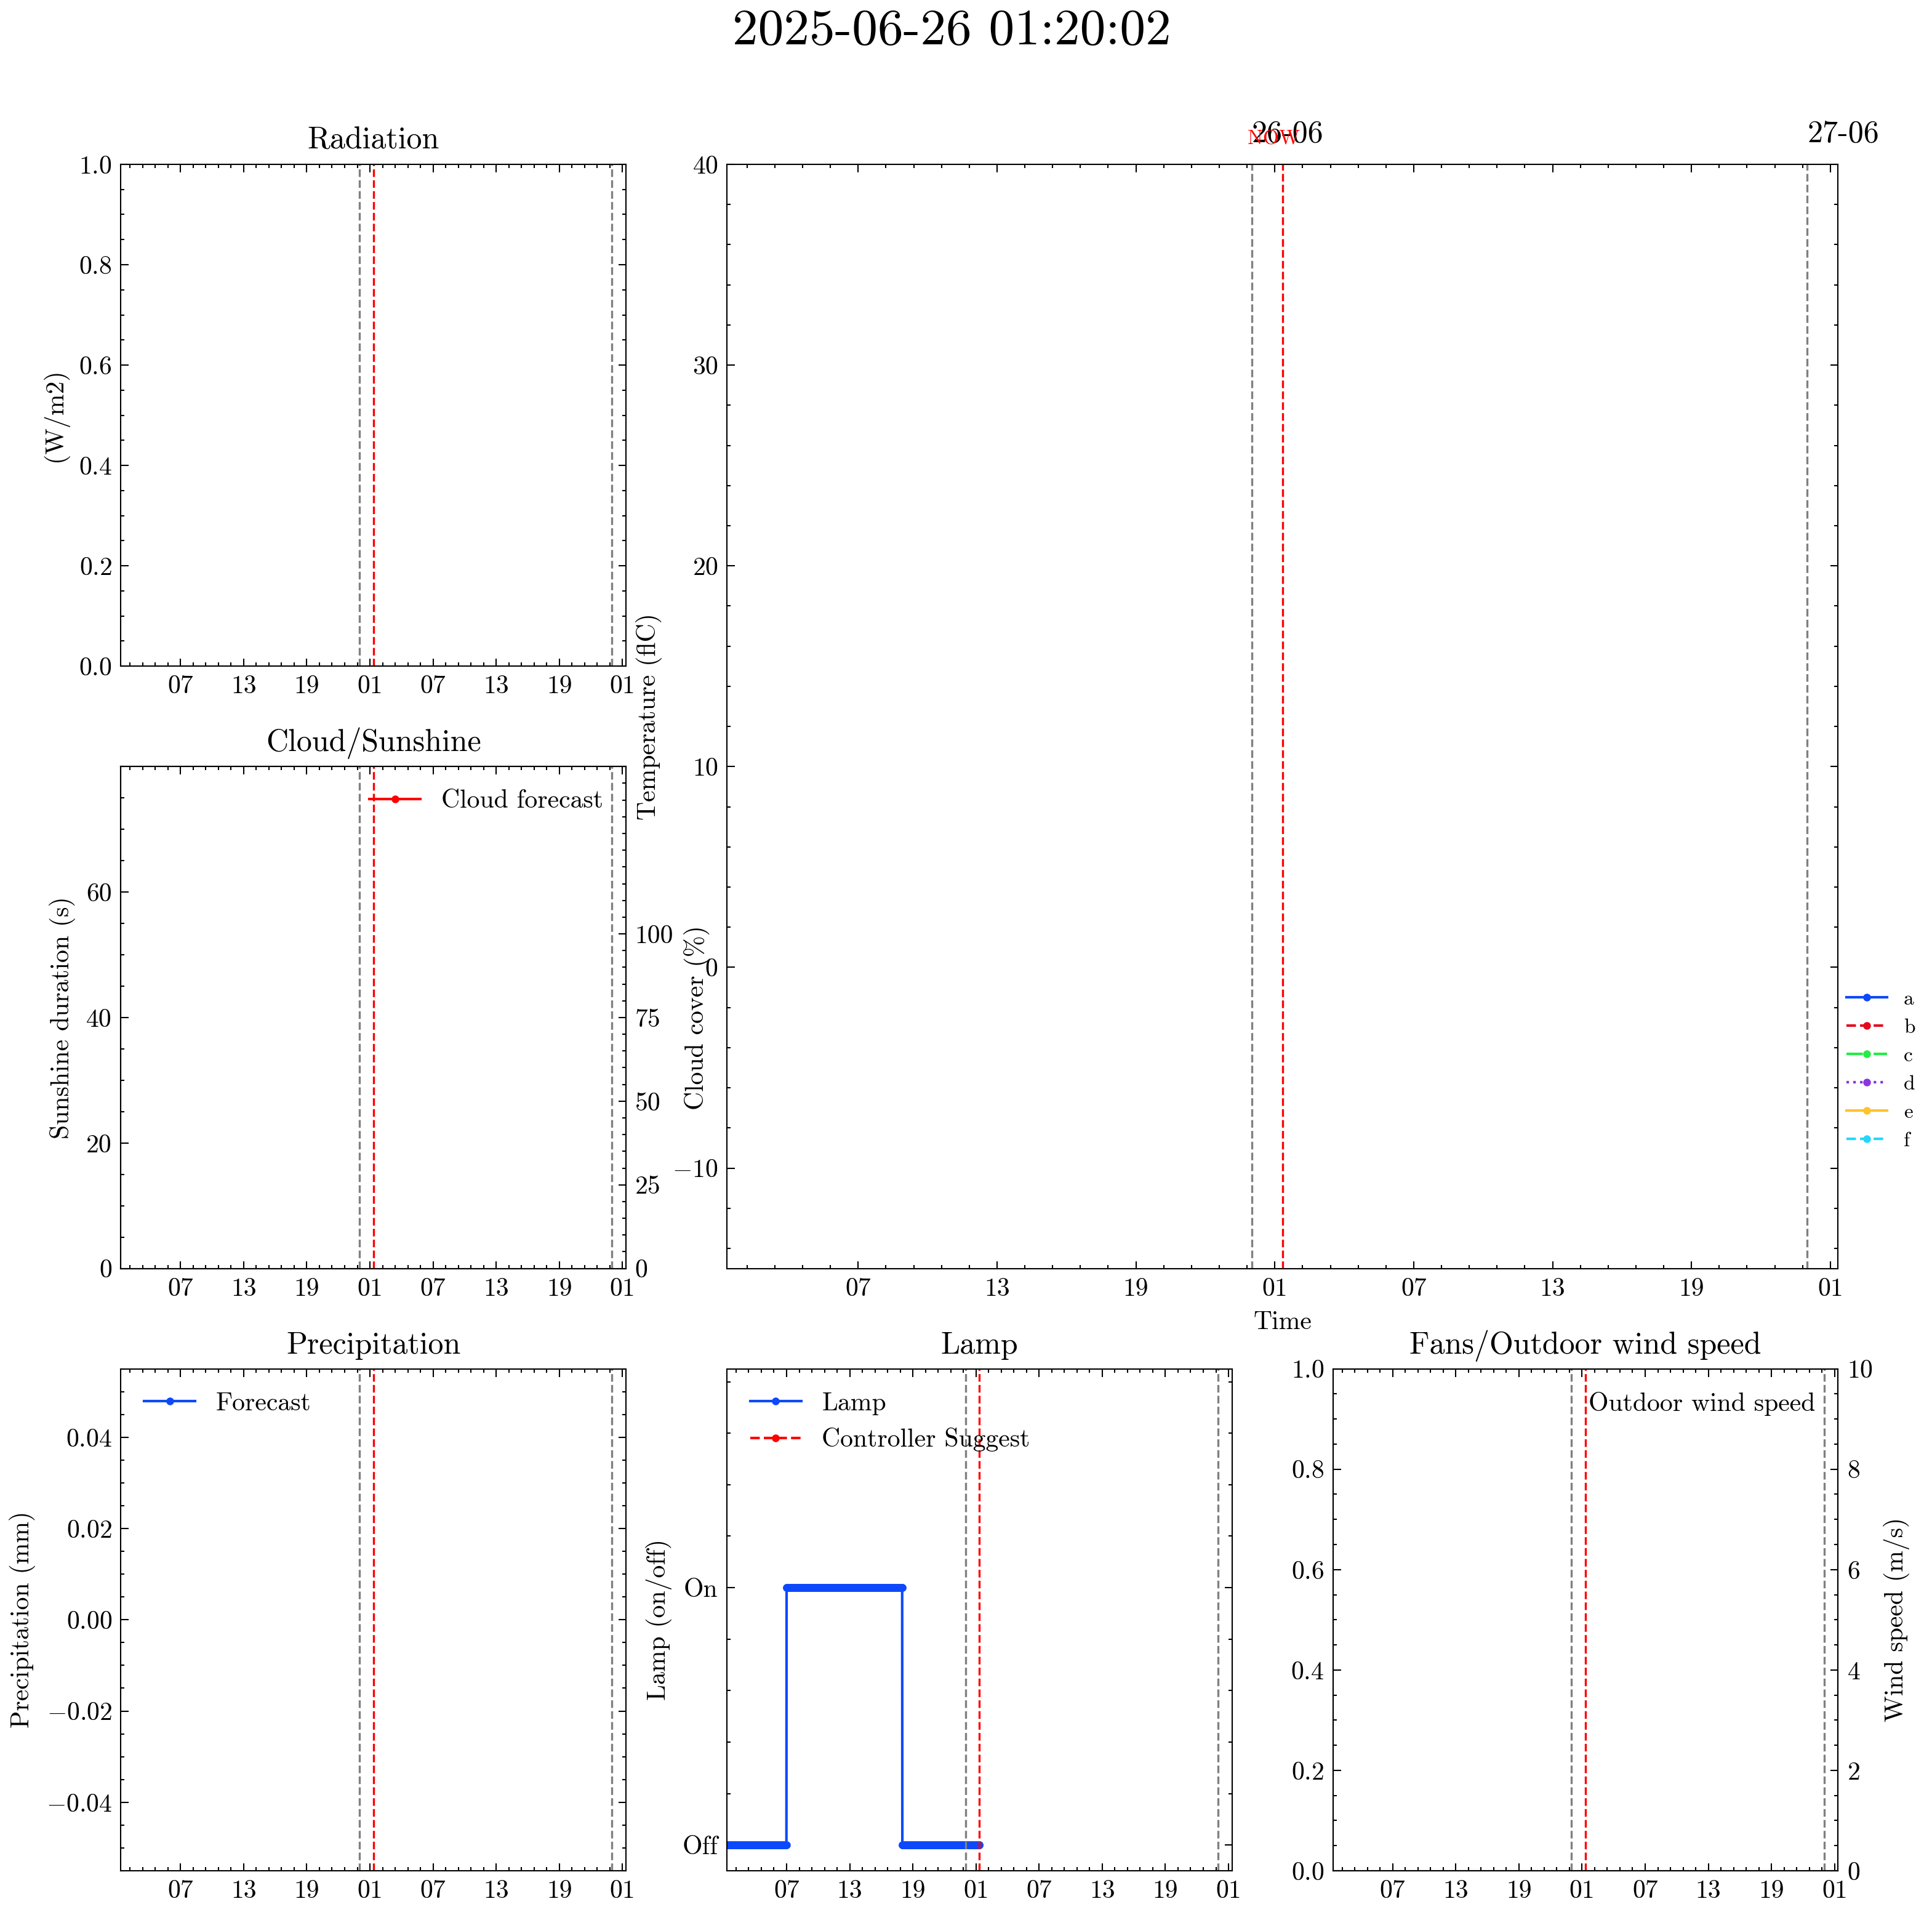 2025-06-26 01:20:02
Radiation
1.0
0.8
0.6
0.4
0.2
0.0
(W/m2)
07 13 19 01 07 13 19 01
26-06
NOW
27-06
40
30
20
10
0
−10
Temperature (flC)
07 13 19 01 07 13 19 01
Time
a
b
c
d
e
f
Cloud/Sunshine
Cloud forecast
60
40
20
0
Sunshine duration (s)
100
75
50
25
0
Cloud cover (%)
07 13 19 01 07 13 19 01
Precipitation
Forecast
0.04
0.02
0.00
−0.02
−0.04
Precipitation (mm)
07 13 19 01 07 13 19 01
Lamp
Lamp
Controller Suggest
On
Off
Lamp (on/off)
07 13 19 01 07 13 19 01
Fans/Outdoor wind speed
Outdoor wind speed
1.0
0.8
0.6
0.4
0.2
0.0
10
8
6
4
2
0
Wind speed (m/s)
07 13 19 01 07 13 19 01